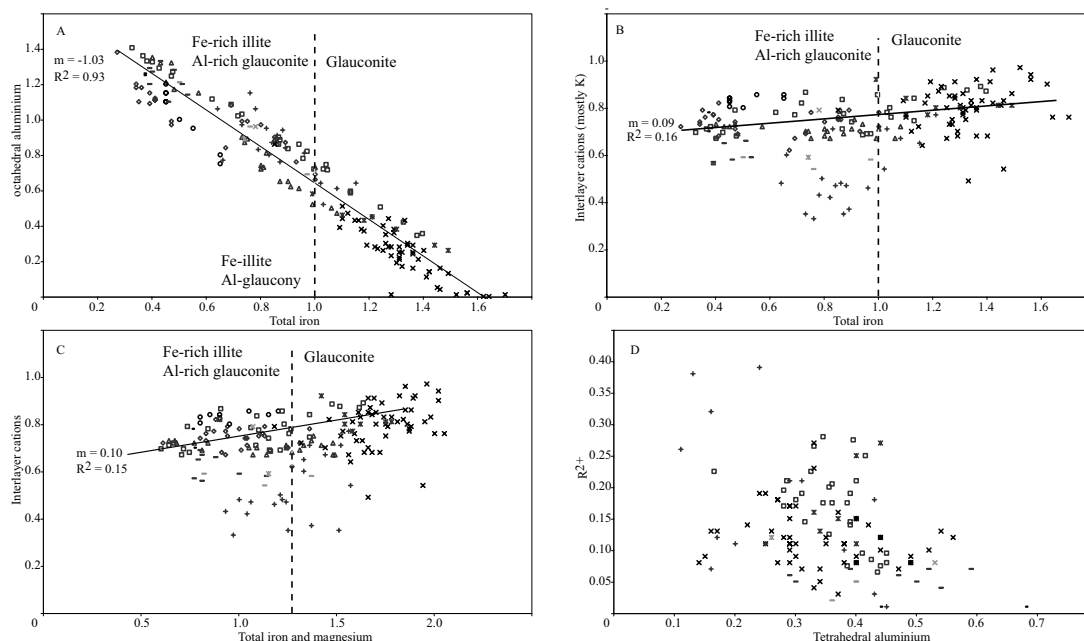 A
Fe-rich illite
Al-rich glauconite
Glauconite
m = -1.03
R2 = 0.93
Fe-illite
Al-glaucony
octahedral aluminium
1.4
1.2
1.0
0.8
0.6
0.4
0.2
0
0.2
0.4
0.6
0.8
1.0
1.2
1.4
1.6
Total iron
B
Fe-rich illite
Al-rich glauconite
Glauconite
m = 0.09
R2 = 0.16
Interlayer cations (mostly K)
1.0
0.8
0.6
0.4
0.2
0
0.2
0.4
0.6
0.8
1.0
1.2
1.4
1.6
Total iron
C
Fe-rich illite
Al-rich glauconite
Glauconite
m = 0.10
R2 = 0.15
Interlayer cations
1.0
0.8
0.6
0.4
0.2
0
0.5
1.0
1.5
2.0
Total iron and magnesium
D
R2+
0.40
0.35
0.30
0.25
0.20
0.15
0.10
0.05
0
0.1
0.2
0.3
0.4
0.5
0.6
0.7
Tetrahedral aluminium